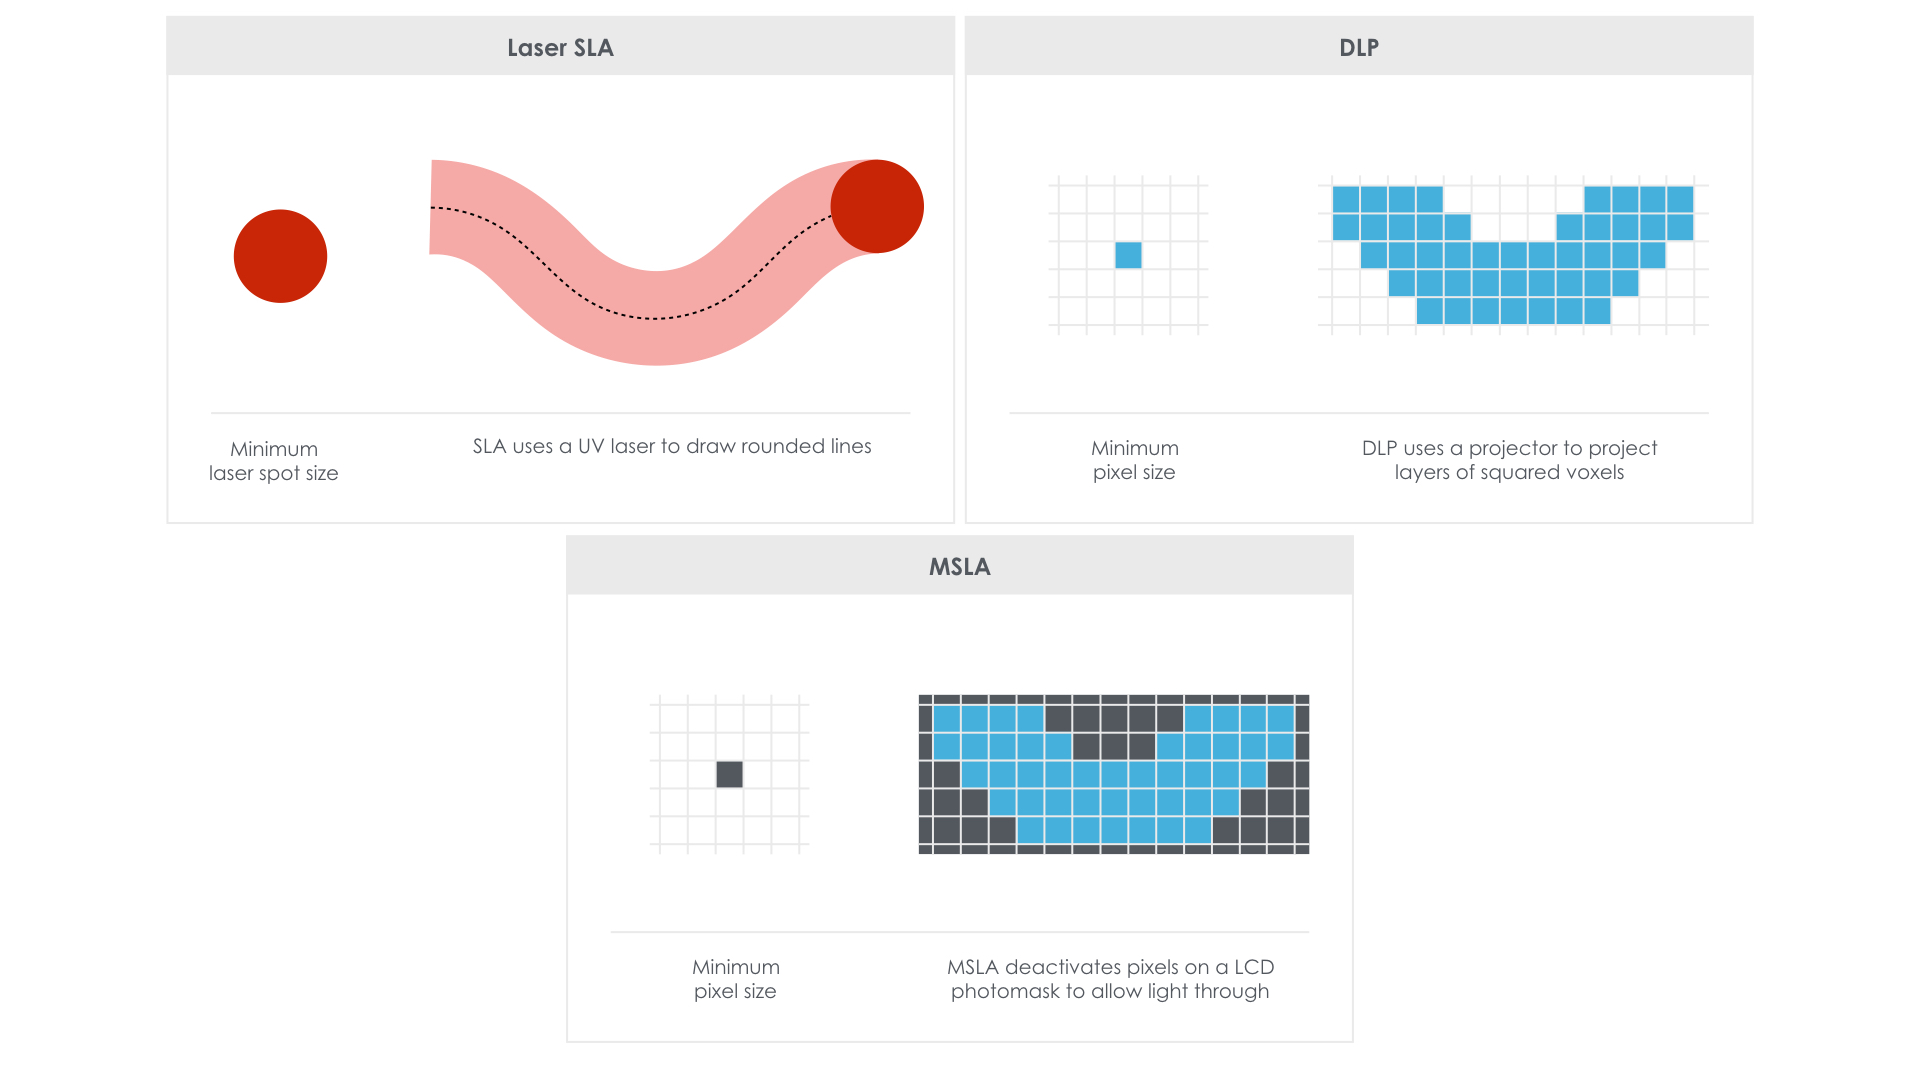 Laser SLA
Minimum
laser spot size
SLA uses a UV laser to draw rounded lines
DLP
Minimum
pixel size
DLP uses a projector to project
layers of squared voxels
MSLA
Minimum
pixel size
MSLA deactivates pixels on a LCD
photomask to allow light through